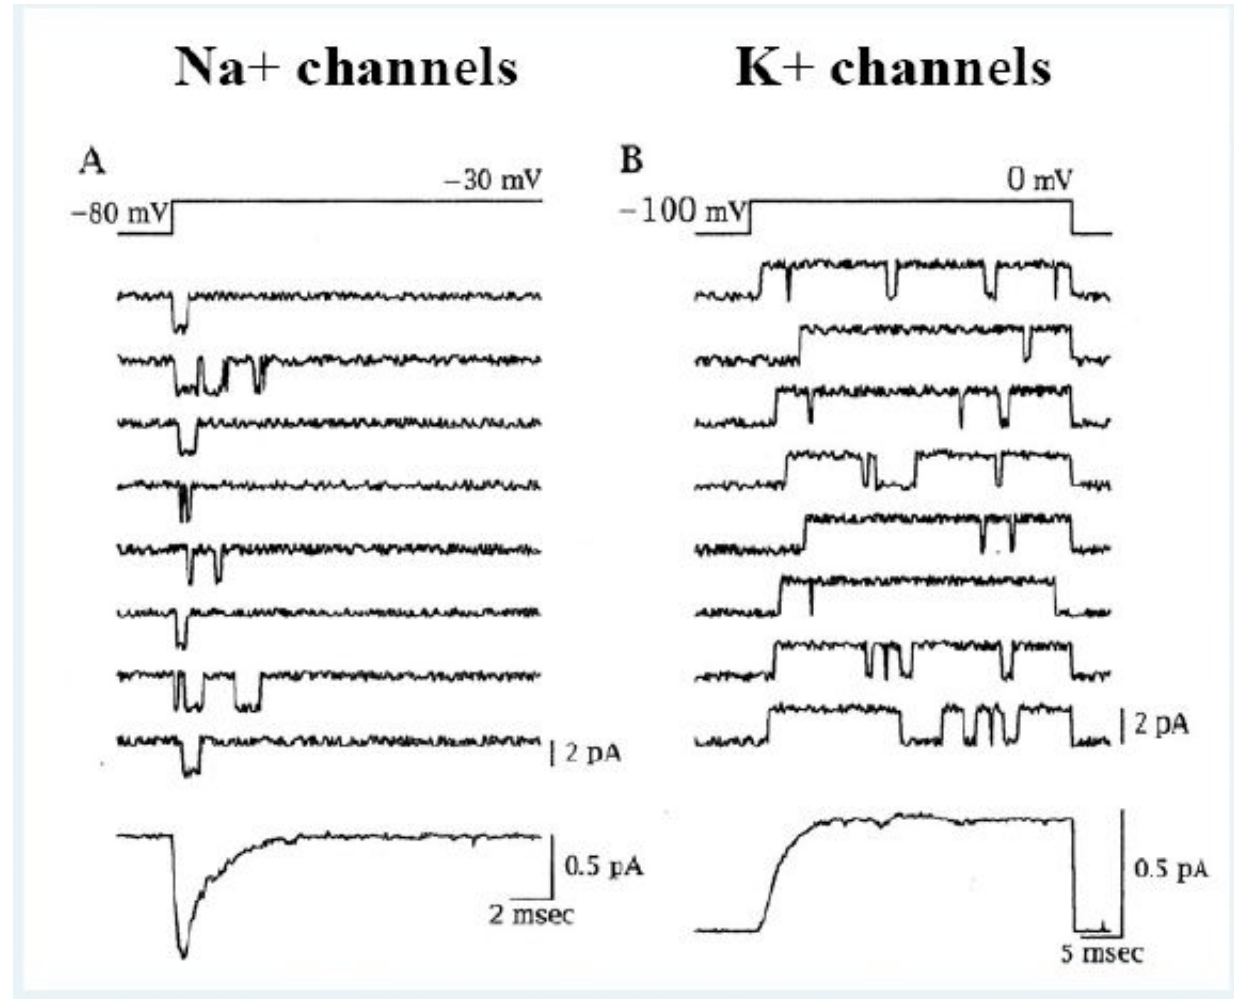 Na+ channels
K+ channels
A
−30 mV
−80 mV
2 pA
0.5 pA
2 msec
B
0 mV
−100 mV
2 pA
0.5 pA
5 msec